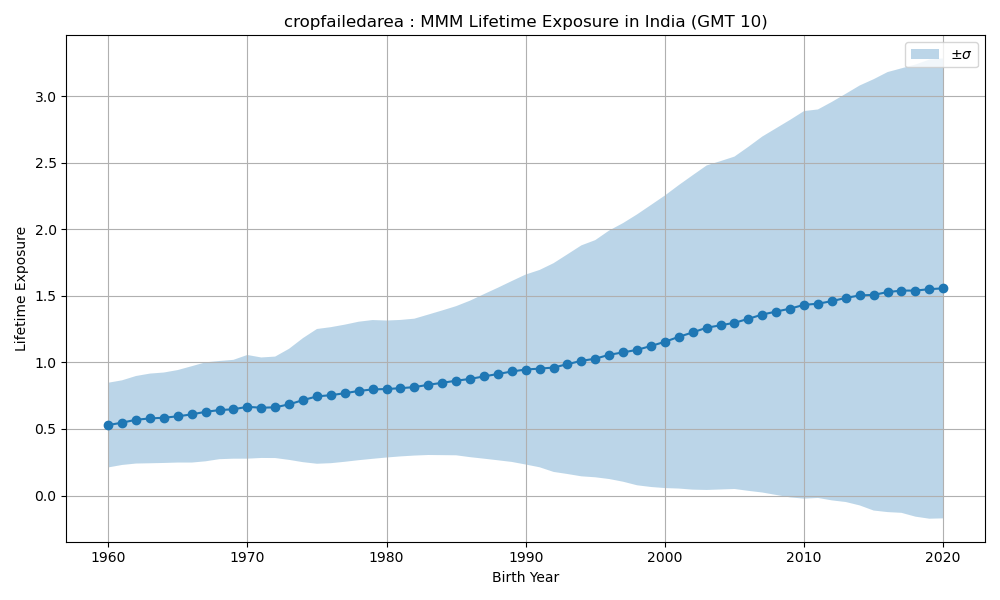 cropfailedarea : MMM Lifetime Exposure in India (GMT 10)
±σ
Lifetime Exposure
3.0
2.5
2.0
1.5
1.0
0.5
0.0
1960 1970 1980 1990 2000 2010 2020
Birth Year